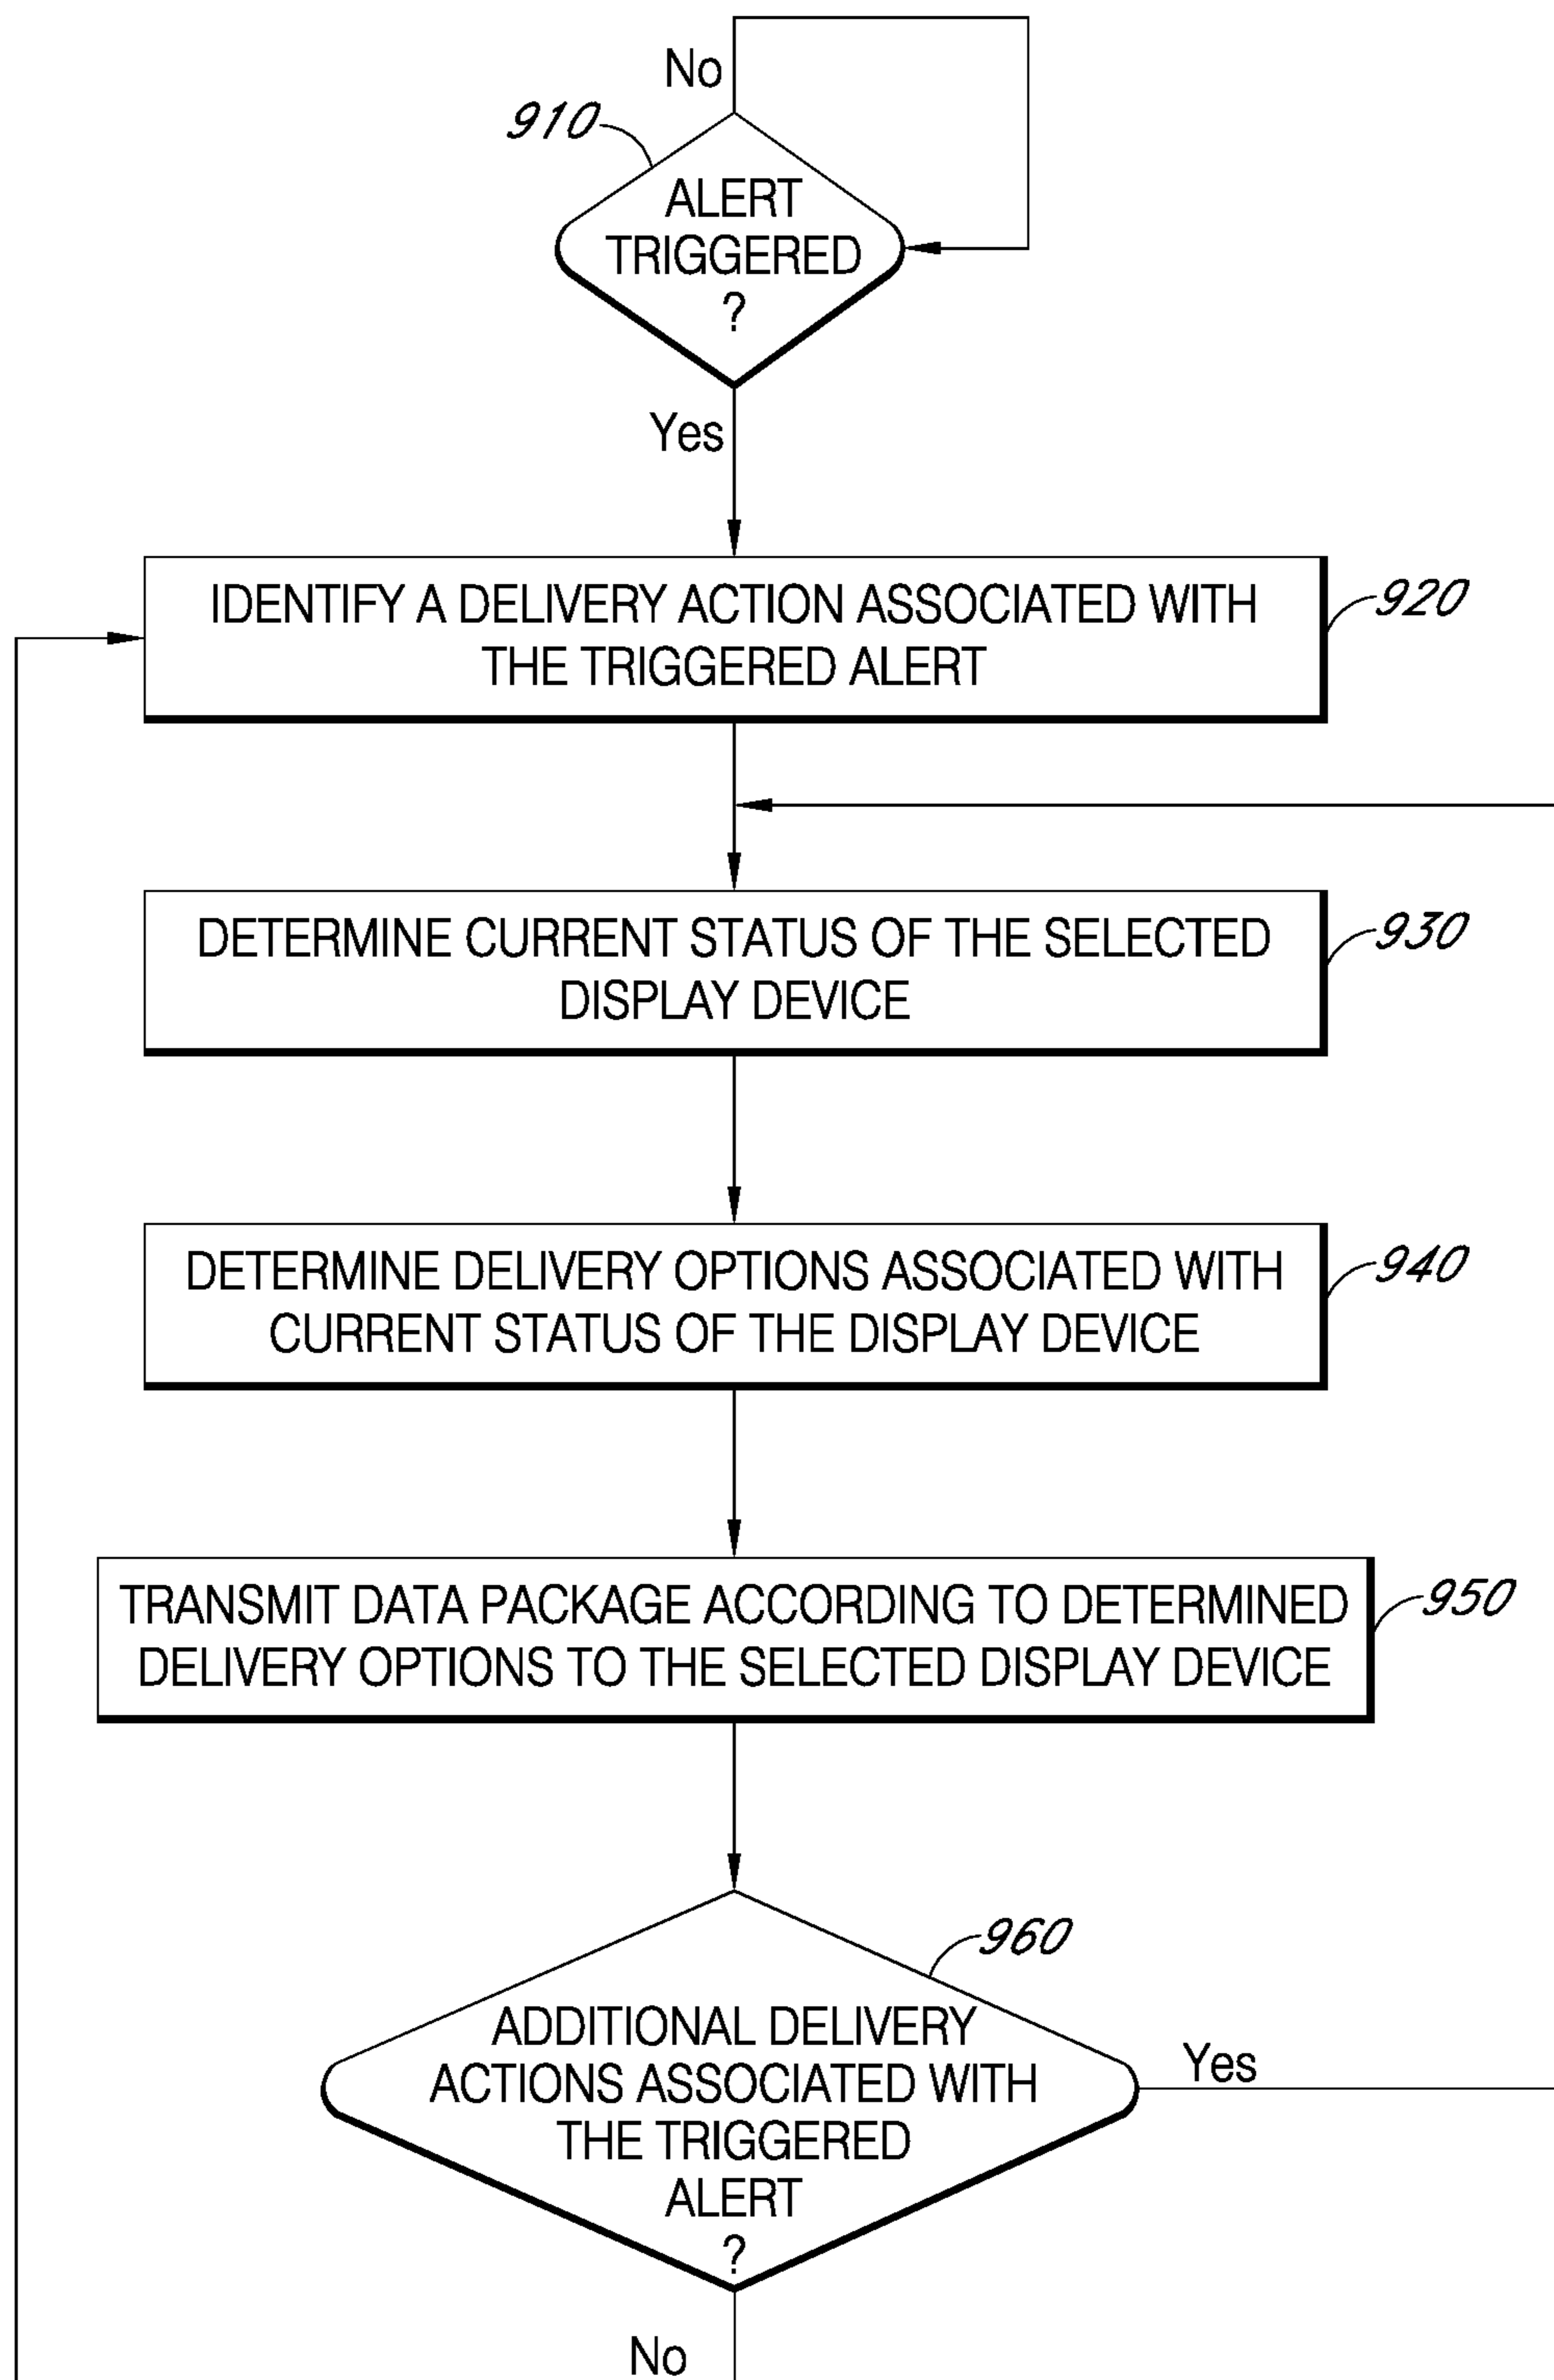 No
910
ALERT
TRIGGERED
?
Yes
IDENTIFY A DELIVERY ACTION ASSOCIATED WITH
THE TRIGGERED ALERT
920
DETERMINE CURRENT STATUS OF THE SELECTED
DISPLAY DEVICE
930
DETERMINE DELIVERY OPTIONS ASSOCIATED WITH
CURRENT STATUS OF THE DISPLAY DEVICE
940
TRANSMIT DATA PACKAGE ACCORDING TO DETERMINED
DELIVERY OPTIONS TO THE SELECTED DISPLAY DEVICE
950
960
ADDITIONAL DELIVERY
ACTIONS ASSOCIATED WITH
THE TRIGGERED
ALERT
?
Yes
No